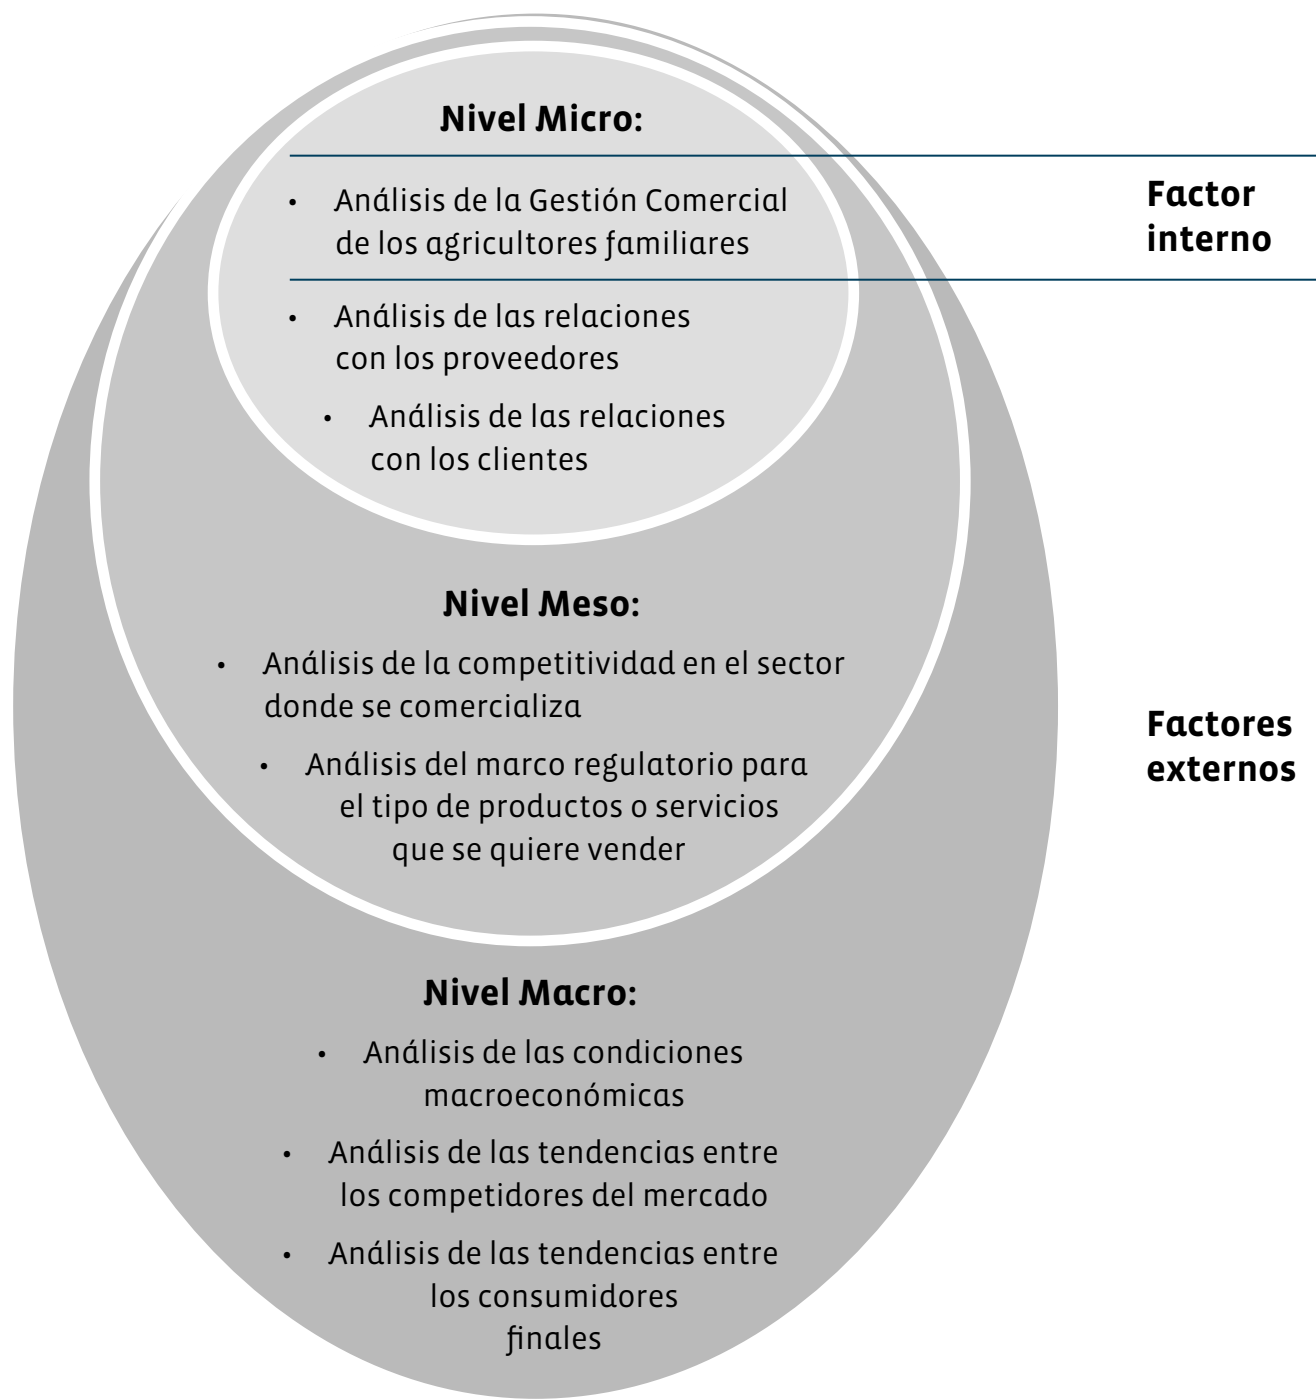 Nivel Micro:
• Análisis de la Gestión Comercial
de los agricultores familiares
Factor
interno
• Análisis de las relaciones
con los proveedores
• Análisis de las relaciones
con los clientes
Nivel Meso:
• Análisis de la competitividad en el sector
donde se comercializa
• Análisis del marco regulatorio para
el tipo de productos o servicios
que se quiere vender
Factores
externos
Nivel Macro:
• Análisis de las condiciones
macroeconómicas
• Análisis de las tendencias entre
los competidores del mercado
• Análisis de las tendencias entre
los consumidores
finales